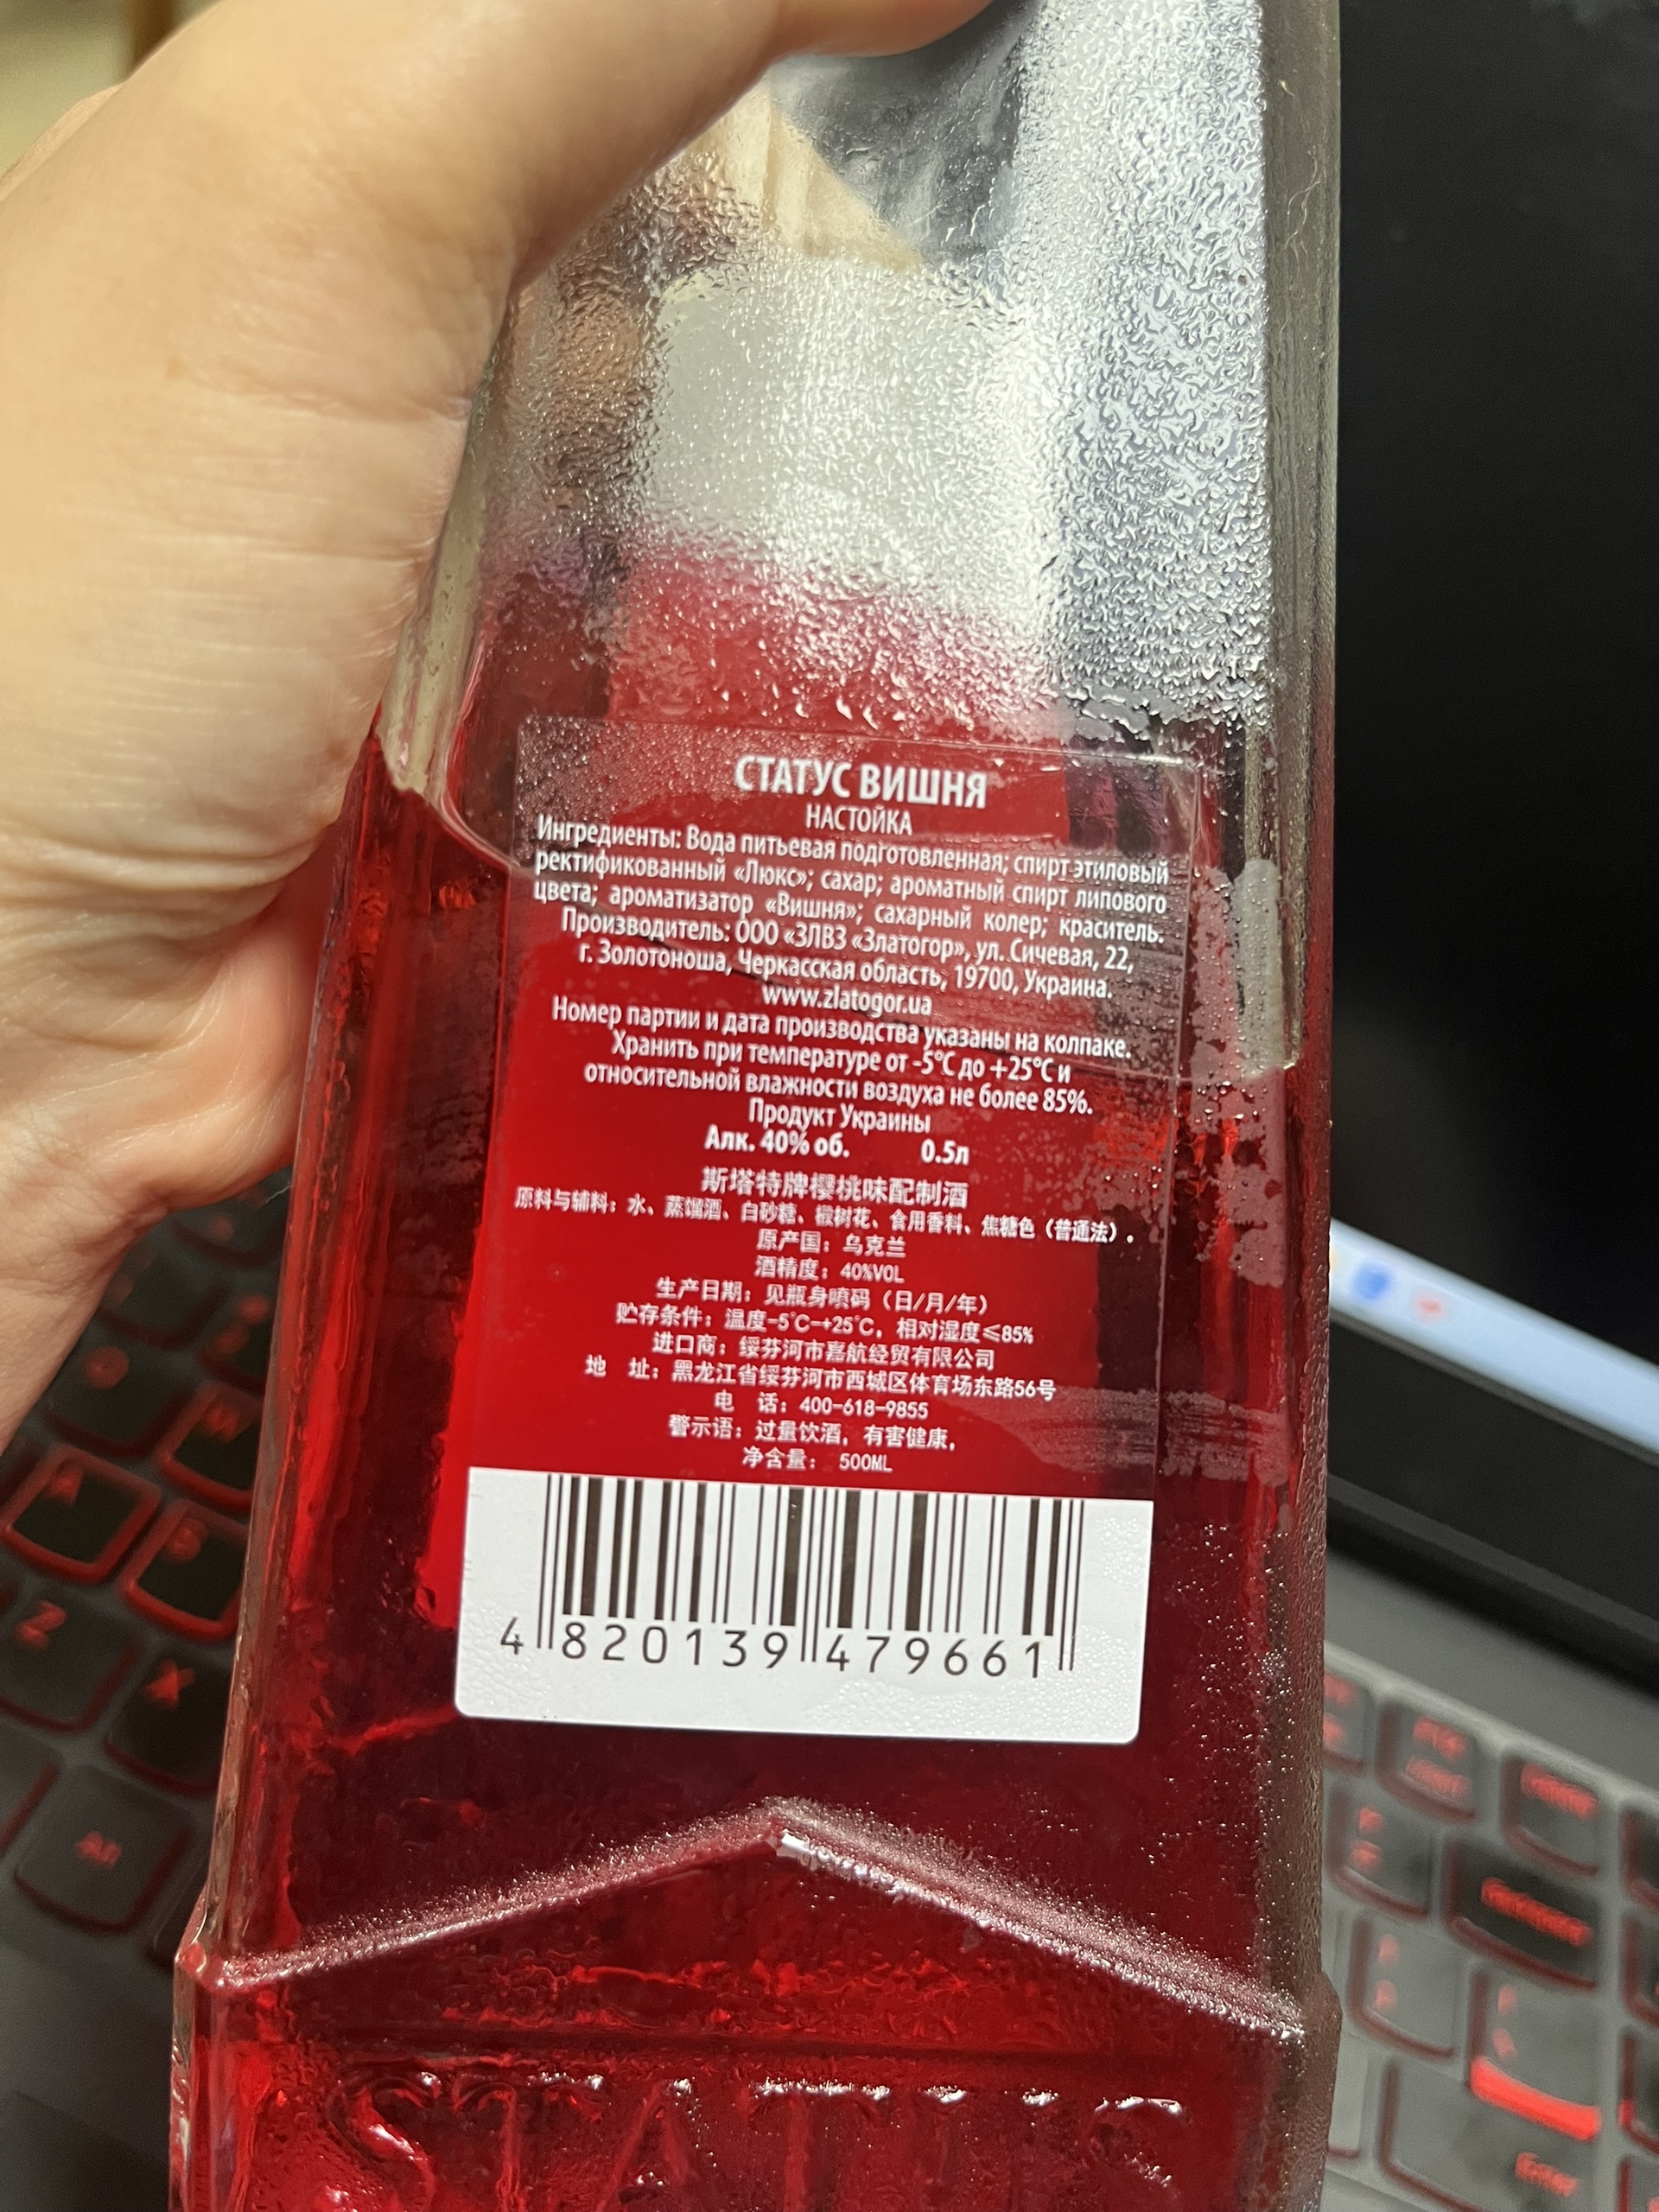 СТАТУС ВИШНЯ
НАСТОЙКА
Ингредиенты: Вода питьевая подготовленная; спирт этиловый
ректификованный «Люкс»; сахар; ароматный спирт липового
цвета; ароматизатор «Вишня»; сахарный колер; краситель.
Производитель: ООО «ЗЛВЗ «Златогор», ул. Сичевая, 22,
г. Золотоноша, Черкасская область, 19700, Украина.
www.zlatogor.ua
Номер партии и дата производства указаны на колпаке.
Хранить при температуре от -5°C до +25°C и
относительной влажности воздуха не более 85%.
Продукт Украины
Алк. 40% об. 0.5л
斯塔特牌樱桃味配制酒
原料与辅料：水、蒸馏酒、白砂糖、椴树花、食用香料、焦糖色（普通法）.
原产国：乌克兰
酒精度：40%VOL
生产日期：见瓶身喷码（日/月/年）
贮存条件：温度-5℃-+25℃，相对湿度≤85%
进口商：绥芬河市嘉航经贸有限公司
地 址：黑龙江省绥芬河市西城区体育场东路56号
电 话：400-618-9855
警示语：过量饮酒，有害健康，
净含量： 500ML
4 820139 479661
STATUS
A
Z
X
Alt
Backspace
Enter